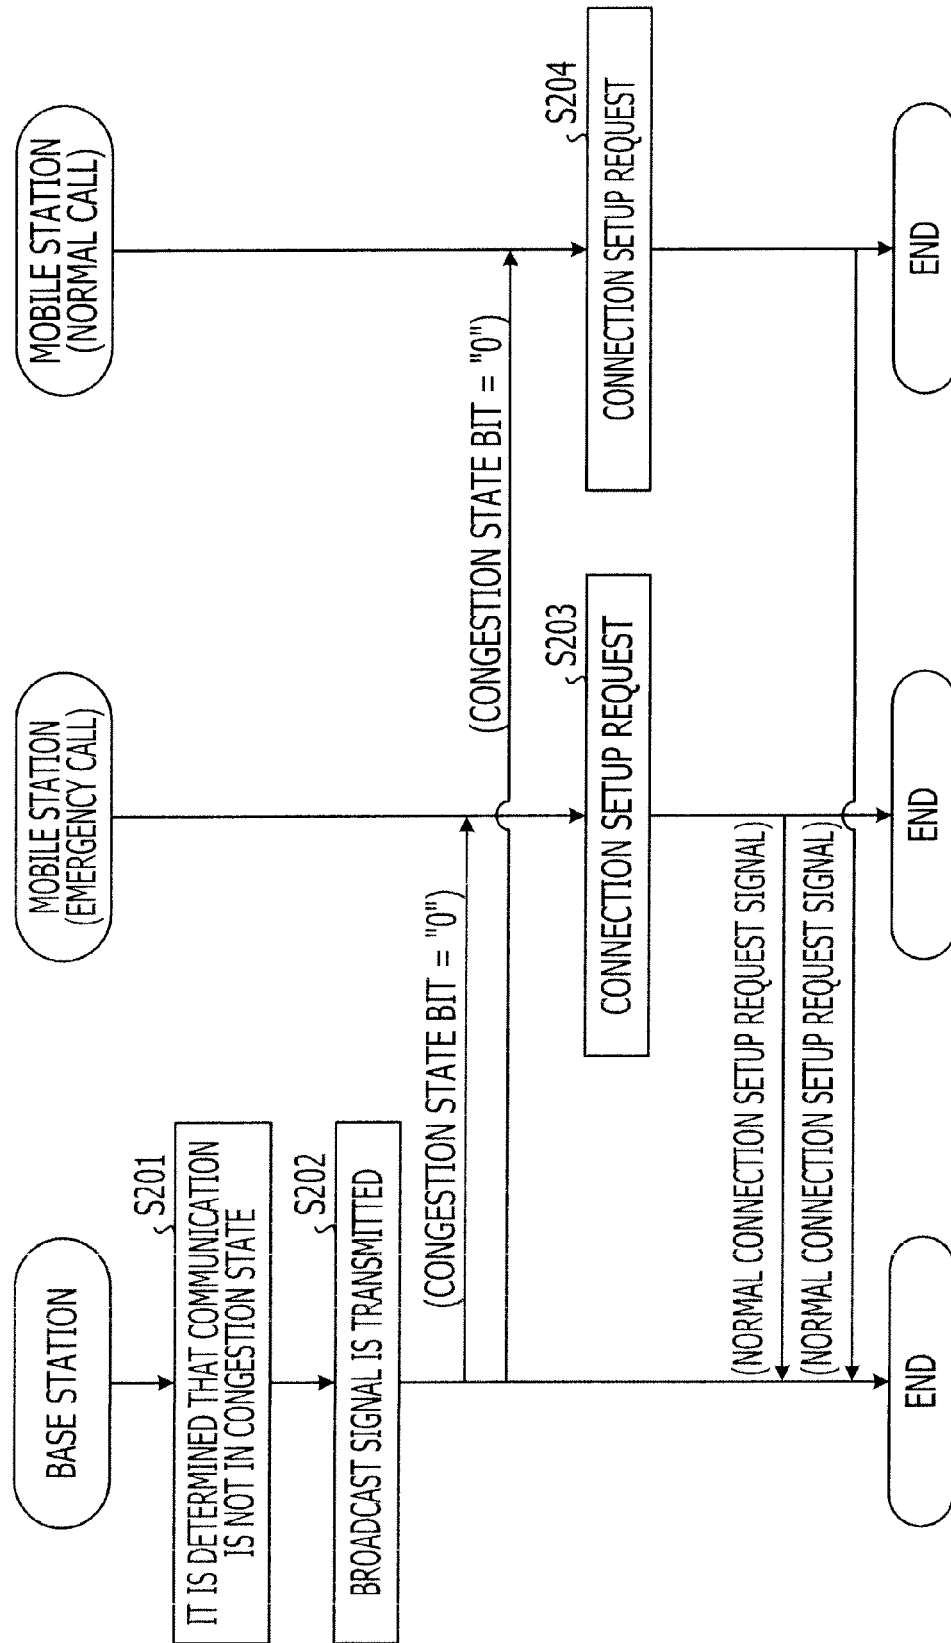 BASE STATION
MOBILE STATION
(EMERGENCY CALL)
MOBILE STATION
(NORMAL CALL)
S201
IT IS DETERMINED THAT COMMUNICATION
IS NOT IN CONGESTION STATE
S202
BROADCAST SIGNAL IS TRANSMITTED
(CONGESTION STATE BIT = "0")
(CONGESTION STATE BIT = "0")
S203
CONNECTION SETUP REQUEST
S204
CONNECTION SETUP REQUEST
(NORMAL CONNECTION SETUP REQUEST SIGNAL)
(NORMAL CONNECTION SETUP REQUEST SIGNAL)
END
END
END